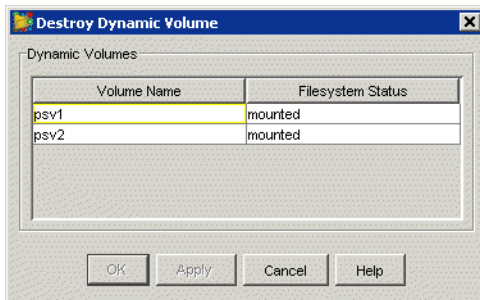 Destroy Dynamic Volume
Dynamic Volumes
Volume Name Filesystem Status
psv1 mounted
psv2 mounted
OK Apply Cancel Help